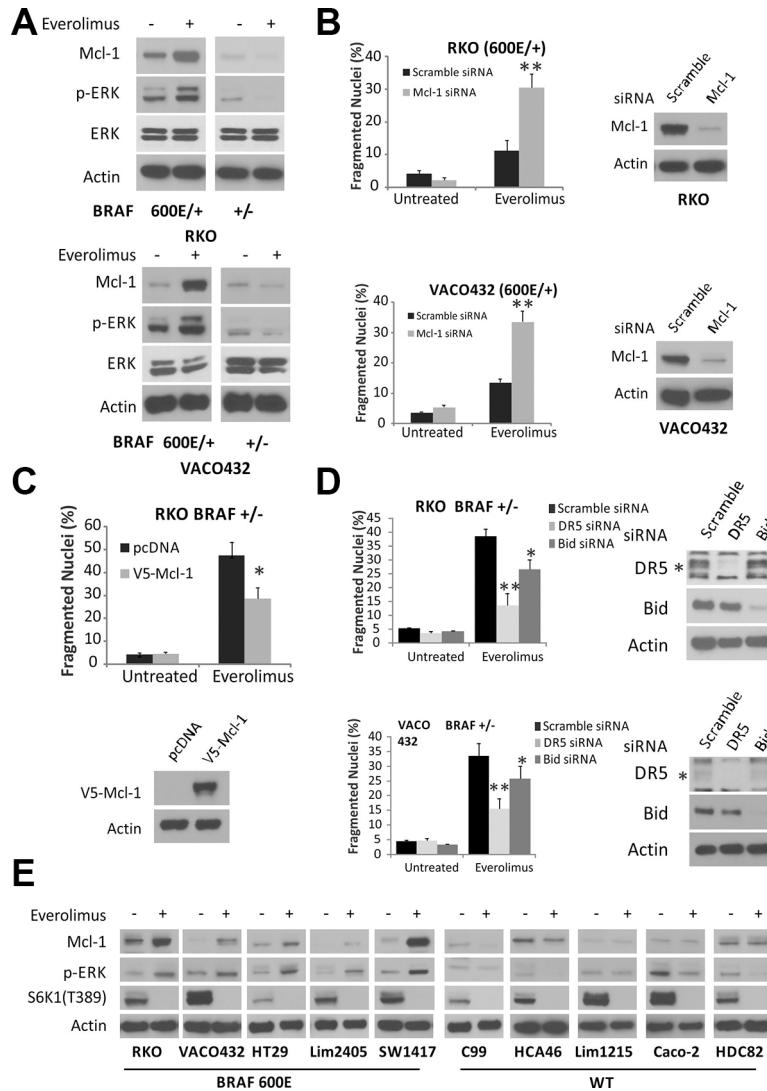 A
Everolimus - + - +
Mcl-1
p-ERK
ERK
Actin
BRAF 600E/+ +/-
RKO
Everolimus - + - +
Mcl-1
p-ERK
ERK
Actin
BRAF 600E/+ +/-
VACO432
B
RKO (600E/+)
Fragmented Nuclei (%)
40
30
20
10
0
Scramble siRNA
Mcl-1 siRNA
**
Untreated Everolimus
siRNA Scramble Mcl-1
Mcl-1
Actin
RKO
VACO432 (600E/+)
Fragmented Nuclei (%)
40
30
20
10
0
Scramble siRNA
Mcl-1 siRNA
**
Untreated Everolimus
siRNA Scramble Mcl-1
Mcl-1
Actin
VACO432
C
RKO BRAF +/-
Fragmented Nuclei (%)
60
50
40
30
20
10
0
pcDNA
V5-Mcl-1
*
Untreated Everolimus
pcDNA V5-Mcl-1
V5-Mcl-1
Actin
D
RKO BRAF +/-
Fragmented Nuclei (%)
45
40
35
30
25
20
15
10
5
0
Scramble siRNA
DR5 siRNA
Bid siRNA
** *
Untreated Everolimus
siRNA Scramble DR5 Bid
DR5 *
Bid
Actin
VACO BRAF +/-
432
Fragmented Nuclei (%)
40
35
30
25
20
15
10
5
0
Scramble siRNA
DR5 siRNA
Bid siRNA
** *
Untreated Everolimus
siRNA Scramble DR5 Bid
DR5 *
Bid
Actin
E
Everolimus - + - + - + - + - + - + - + - + - + - +
Mcl-1
p-ERK
S6K1(T389)
Actin
RKO VACO432 HT29 Lim2405 SW1417 C99 HCA46 Lim1215 Caco-2 HDC82
BRAF 600E WT